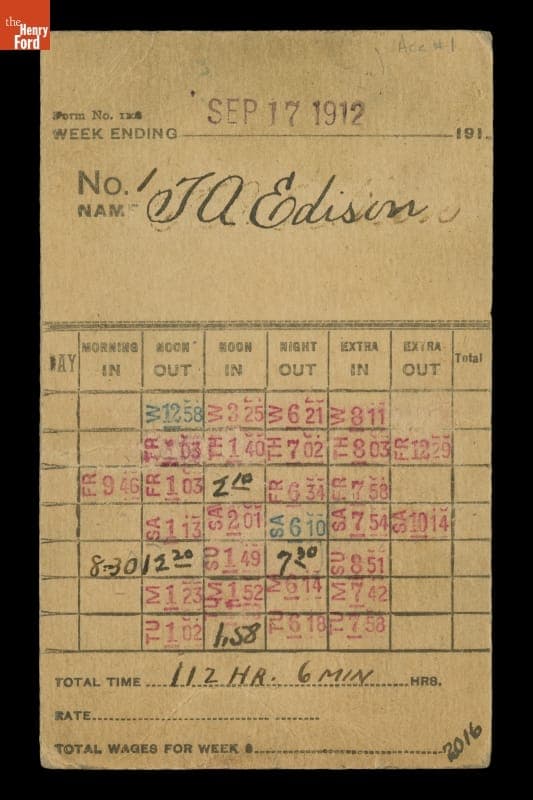 the Henry Ford
Acc #1
Form No.
SEP 17 1912
WEEK ENDING 191
No. 1
NAME T A Edison
DAY MORNING IN NOON OUT NOON IN NIGHT OUT EXTRA IN EXTRA OUT Total
W 12 58 W 3 25 W 6 21 W 8 11
FR 1 03 TH 1 40 TH 7 02 TH 8 03 FR 12 29
FR 9 46 FR 1 03 2 10 FR 6 34 FR 7 58
SA 1 13 SA 2 01 SA 6 10 SA 7 54 SA 10 14
8-30 12 20 SU 1 49 7 30 SU 8 51
M 1 23 M 1 52 M 6 14 M 7 42
TU 1 02 1,58 TU 6 18 TU 7 58
TOTAL TIME 112 HR. 6 MIN HRS.
RATE
TOTAL WAGES FOR WEEK $ 2016